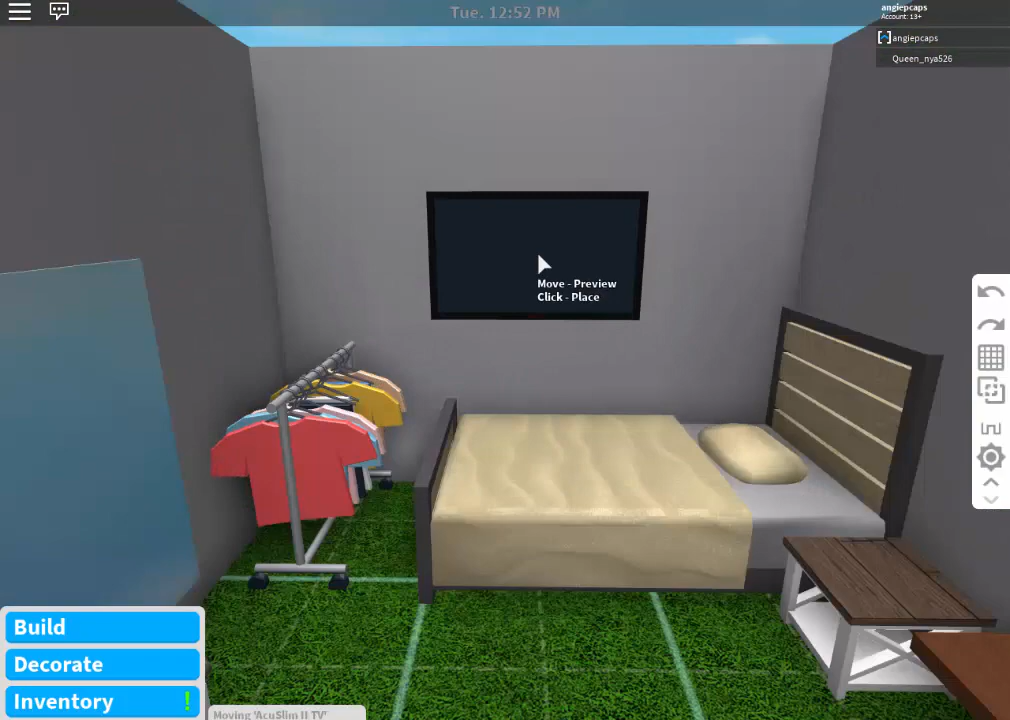 Tue. 12:52 PM
angiepcaps
Account: 13+
angiepcaps
Queen_nya526
Move - Preview
Click - Place
Build
Decorate
Inventory !
Moving 'AcuSlim II TV'